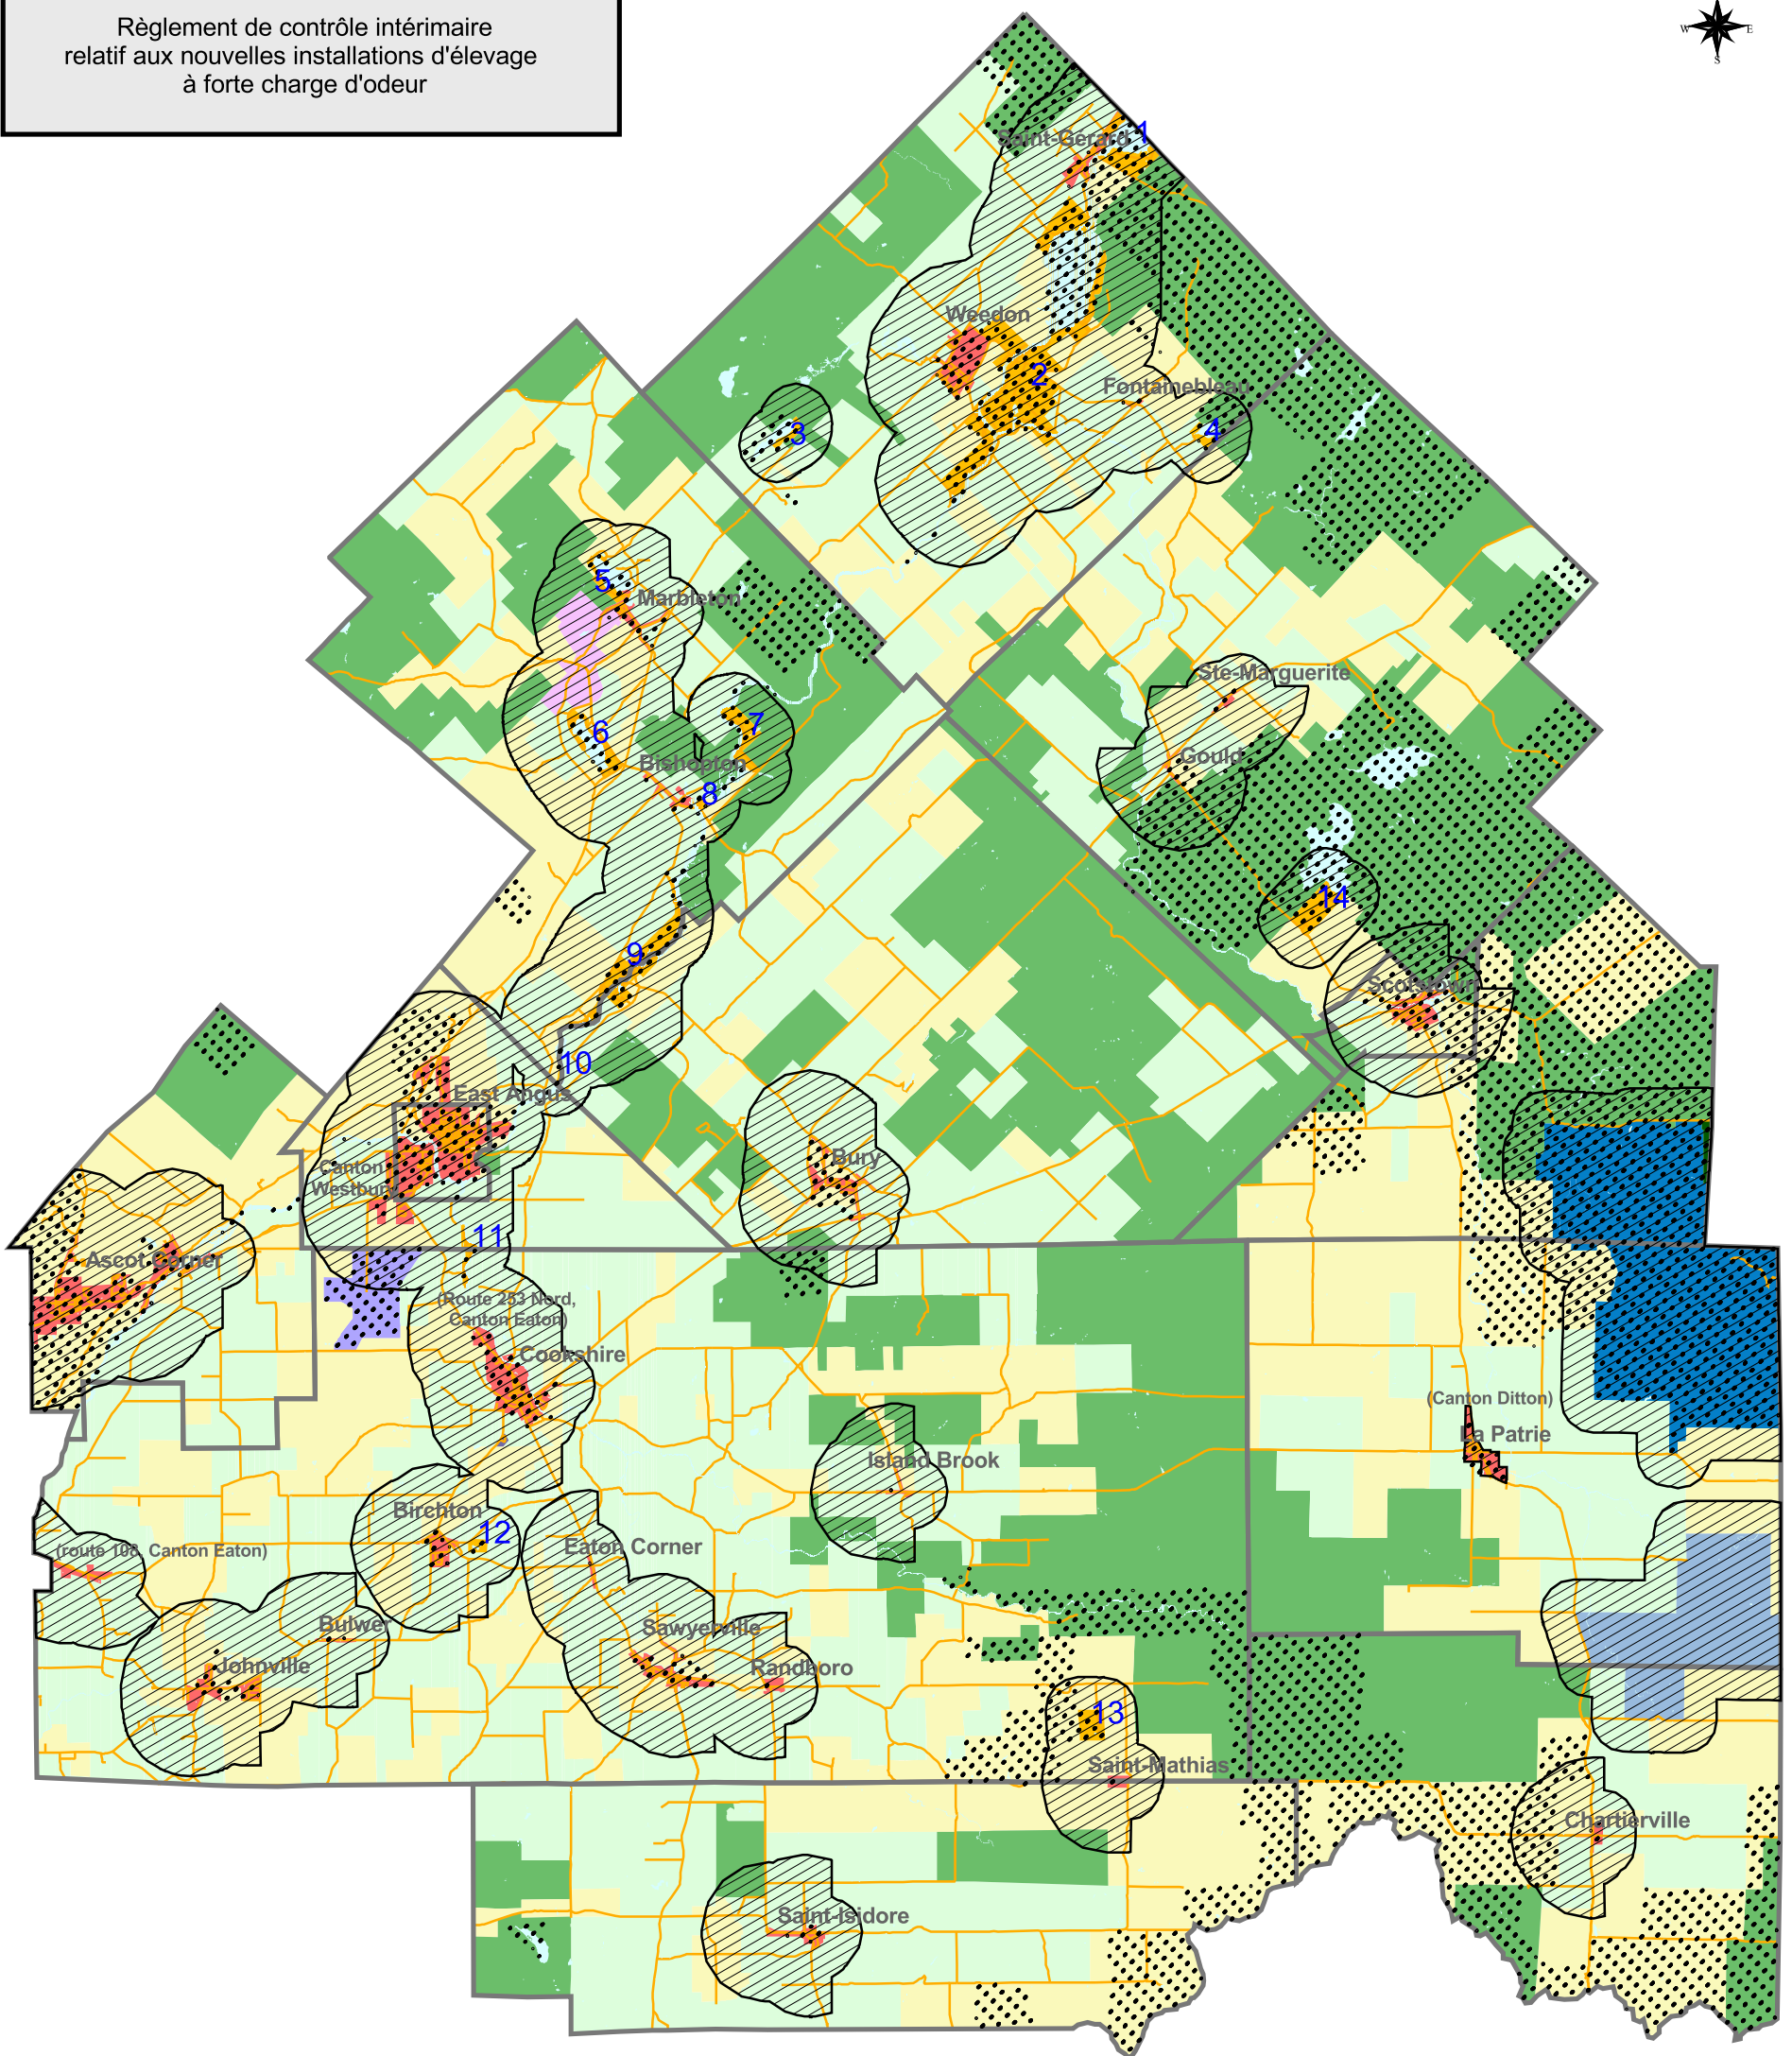 Règlement de contrôle intérimaire
relatif aux nouvelles installations d'élevage
à forte charge d'odeur
W E
S
Saint-Gerard
1
Weedon
2
Fontainebleau
3
4
5
Marbleton
Ste-Marguerite
6
7
Bishopton
Gould
8
14
9
Scotstown
10
East Angus
Bury
Canton
Westbury
11
Ascot Corner
(Route 253 Nord,
Canton Eaton)
Cookshire
(Canton Ditton)
La Patrie
Island Brook
Birchton
12
Eaton Corner
(route 108, Canton Eaton)
Bulwer
Sawyerville
Johnville
Randboro
13
Saint-Mathias
Chartierville
Saint-Isidore